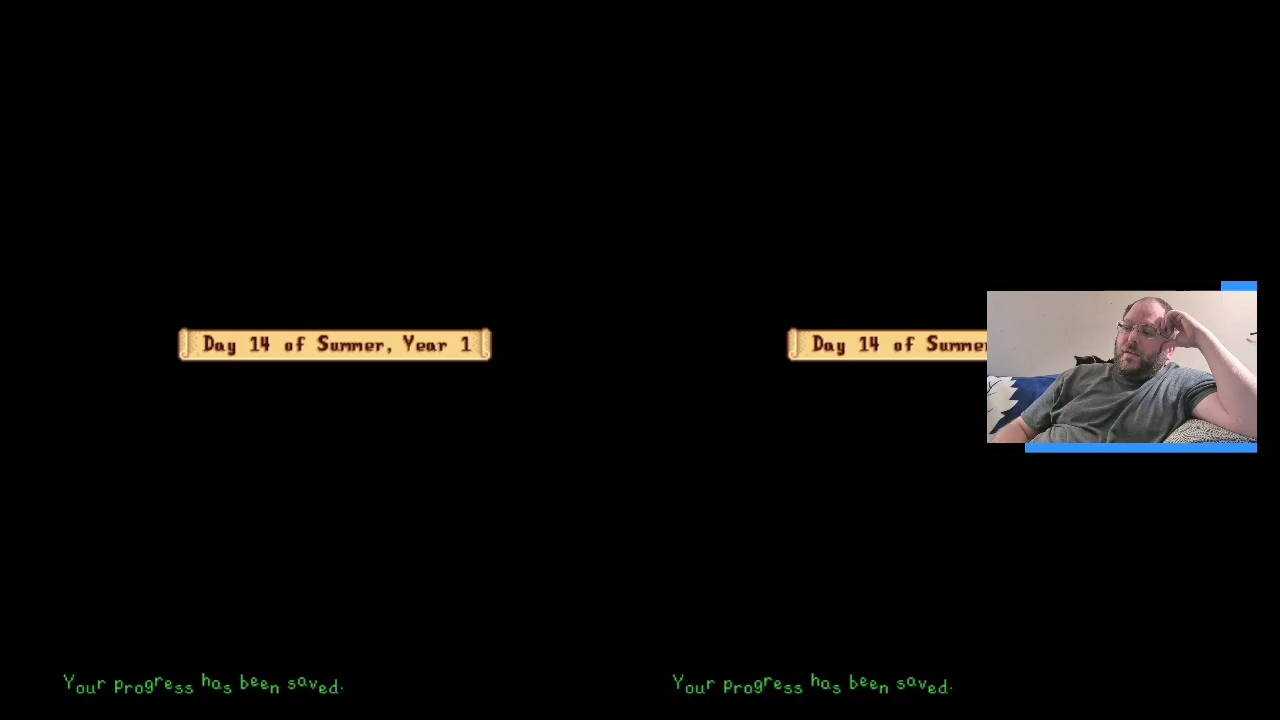 Day 14 of Summer, Year 1
Day 14 of Summer
Your progress has been saved.
Your progress has been saved.